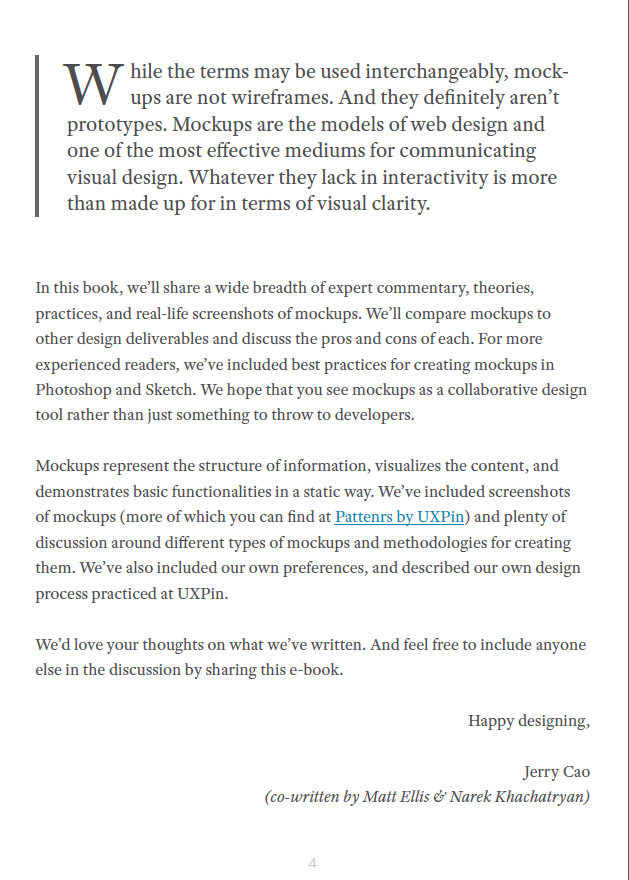 While the terms may be used interchangeably, mock-
ups are not wireframes. And they definitely aren’t
prototypes. Mockups are the models of web design and
one of the most effective mediums for communicating
visual design. Whatever they lack in interactivity is more
than made up for in terms of visual clarity.
In this book, we’ll share a wide breadth of expert commentary, theories,
practices, and real-life screenshots of mockups. We’ll compare mockups to
other design deliverables and discuss the pros and cons of each. For more
experienced readers, we’ve included best practices for creating mockups in
Photoshop and Sketch. We hope that you see mockups as a collaborative design
tool rather than just something to throw to developers.
Mockups represent the structure of information, visualizes the content, and
demonstrates basic functionalities in a static way. We’ve included screenshots
of mockups (more of which you can find at Pattenrs by UXPin) and plenty of
discussion around different types of mockups and methodologies for creating
them. We’ve also included our own preferences, and described our own design
process practiced at UXPin.
We’d love your thoughts on what we’ve written. And feel free to include anyone
else in the discussion by sharing this e-book.
Happy designing,
Jerry Cao
(co-written by Matt Ellis & Narek Khachatryan)
4